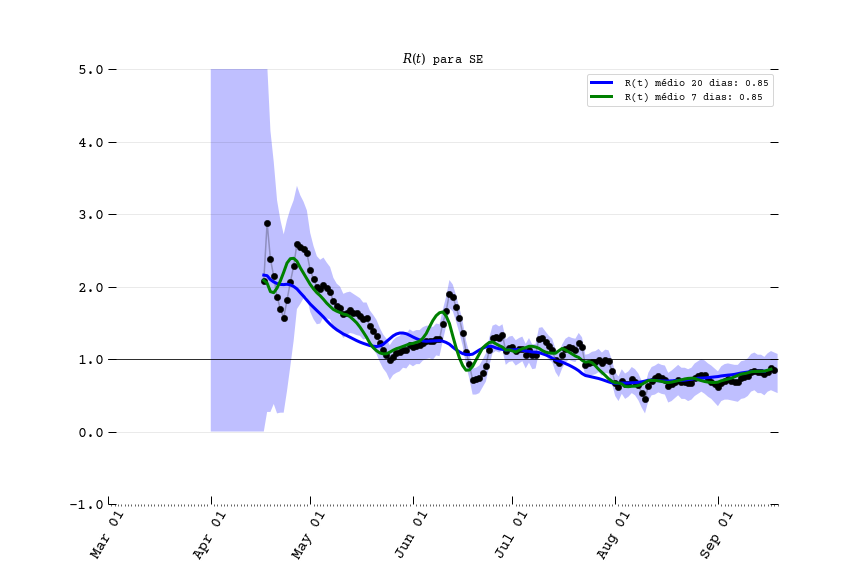 R(t) para SE
5.0
R(t) médio 20 dias: 0.85
R(t) médio 7 dias: 0.85
4.0
3.0
2.0
1.0
0.0
-1.0
Mar 01
Apr 01
May 01
Jun 01
Jul 01
Aug 01
Sep 01